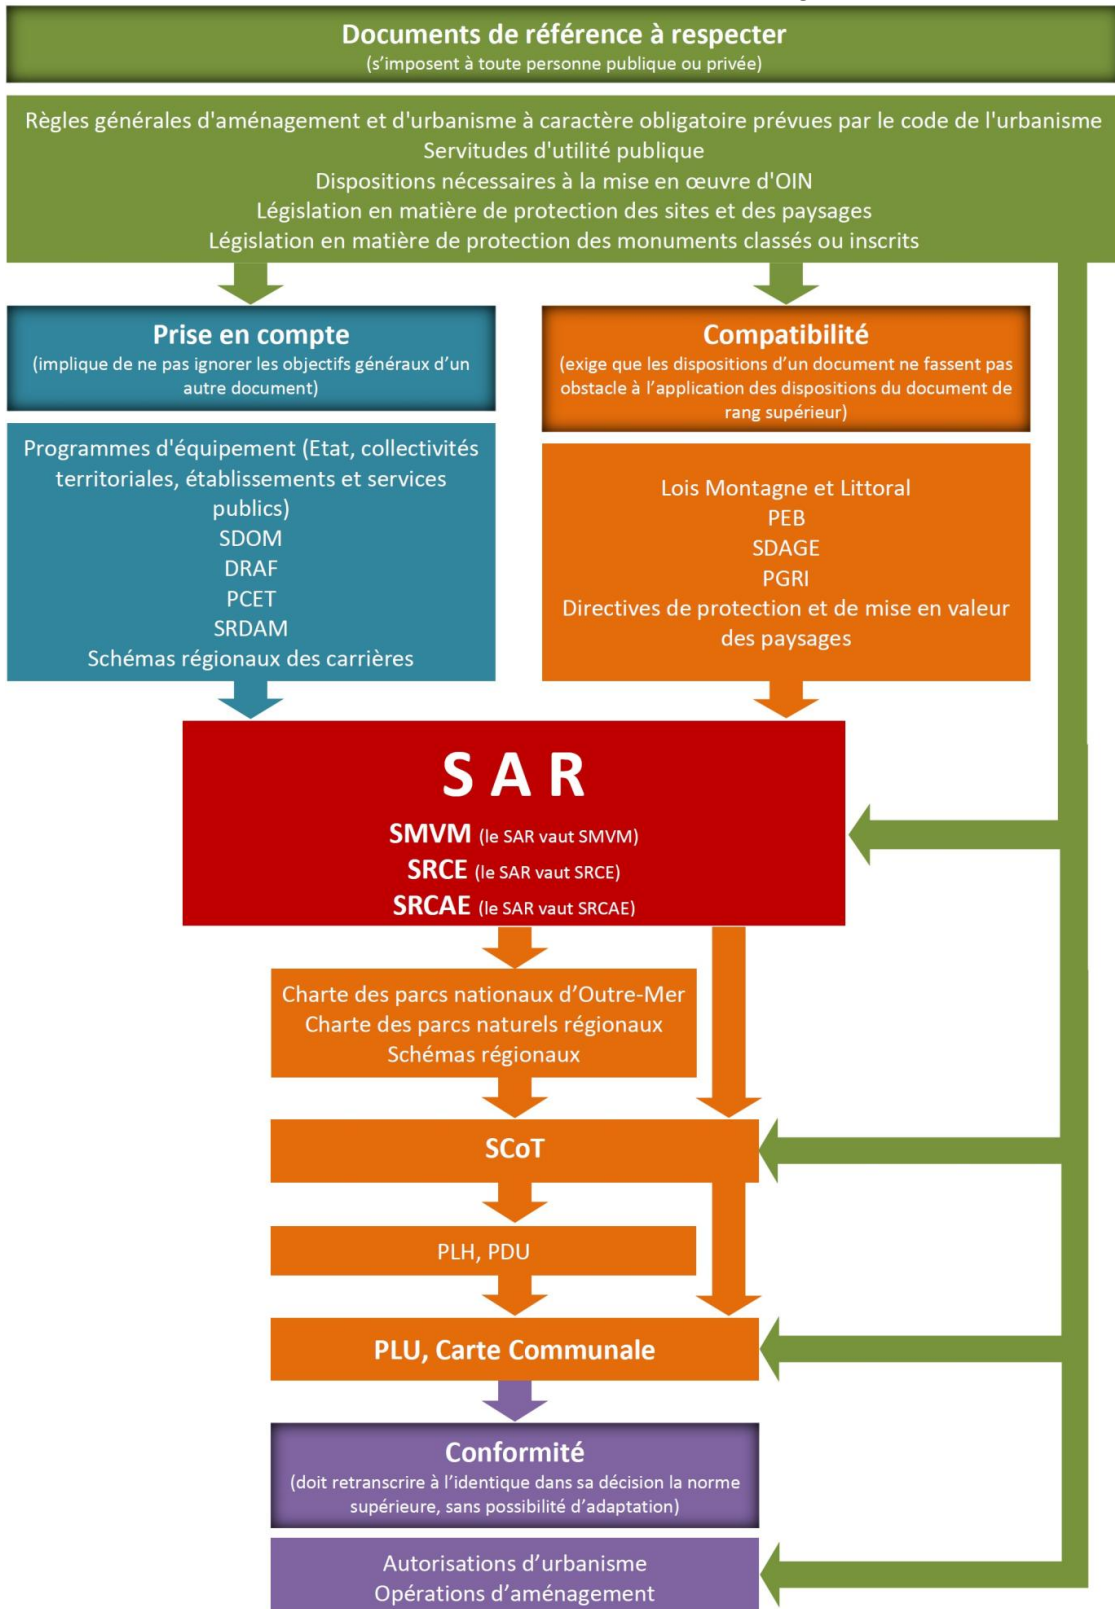 Documents de référence à respecter
(s'imposent à toute personne publique ou privée)
Règles générales d'aménagement et d'urbanisme à caractère obligatoire prévues par le code de l'urbanisme
Servitudes d'utilité publique
Dispositions nécessaires à la mise en œuvre d'OIN
Législation en matière de protection des sites et des paysages
Législation en matière de protection des monuments classés ou inscrits
Prise en compte
(implique de ne pas ignorer les objectifs généraux d'un
autre document)
Programmes d'équipement (Etat, collectivités
territoriales, établissements et services
publics)
SDOM
DRAF
PCET
SRDAM
Schémas régionaux des carrières
Compatibilité
(exige que les dispositions d'un document ne fassent pas
obstacle à l'application des dispositions du document de
rang supérieur)
Lois Montagne et Littoral
PEB
SDAGE
PGRI
Directives de protection et de mise en valeur
des paysages
S A R
SMVM (le SAR vaut SMVM)
SRCE (le SAR vaut SRCE)
SRCAE (le SAR vaut SRCAE)
Charte des parcs nationaux d'Outre-Mer
Charte des parcs naturels régionaux
Schémas régionaux
SCoT
PLH, PDU
PLU, Carte Communale
Conformité
(doit retranscrire à l'identique dans sa décision la norme
supérieure, sans possibilité d'adaptation)
Autorisations d'urbanisme
Opérations d'aménagement